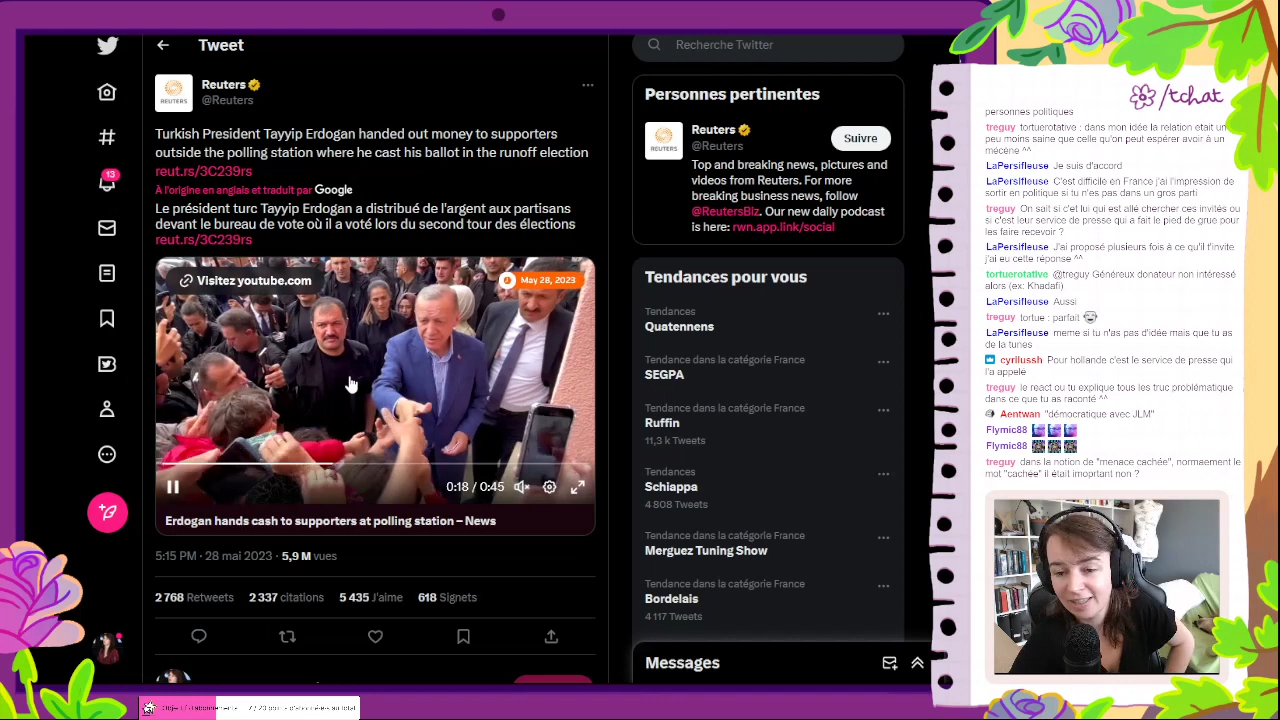 Tweet
Reuters
@Reuters
REUTERS
Turkish President Tayyip Erdogan handed out money to supporters
outside the polling station where he cast his ballot in the runoff election
reut.rs/3C239rs
À l'origine en anglais et traduit par Google
Le président turc Tayyip Erdogan a distribué de l'argent aux partisans
devant le bureau de vote où il a voté lors du second tour des élections
reut.rs/3C239rs
Visitez youtube.com
May 28, 2023
0:18 / 0:45
Erdogan hands cash to supporters at polling station – News
5:15 PM · 28 mai 2023 · 5,9 M vues
2 768 Retweets 2 337 citations 5 435 J'aime 618 Signets
13
Recherche Twitter
Personnes pertinentes
REUTERS
Reuters
@Reuters
Suivre
Top and breaking news, pictures and
videos from Reuters. For more
breaking business news, follow
@ReutersBiz. Our new daily podcast
is here: rwn.app.link/social
Tendances pour vous
Tendances
Quatennens
Tendance dans la catégorie France
SEGPA
Tendance dans la catégorie France
Ruffin
11,3 k Tweets
Tendances
Schiappa
4 808 Tweets
Tendance dans la catégorie France
Merguez Tuning Show
Tendance dans la catégorie France
Bordelais
4 117 Tweets
Messages
/tchat
personnes politiques
treguy tortuerotative : dans mon idée la relation etait un
peu moins saine que celle qu'on peut espérer avoir à un
mécène ^^
LaPersifleuse Je suis d'accord
LaPersifleuse C'est difficile en France j'ai l'impression de
sortir en politique si tu n'es pas dans un gros parti
treguy On sait si c'et lui qui est allé chercher ces invités ou
si c'est leur service de presse qui a fait le pied de grue pour
les faire recevoir ?
LaPersifleuse J'ai proposé plusieurs fois à ce qu'il t'invite
j'ai eu cette réponse ^^
tortuerotative @treguy Généreux donateur non intéressé
alors (ex: Khadafi)
LaPersifleuse Aussi
treguy tortue : parfait
LaPersifleuse meme si tu n'as pas d'idée mais que tu as
de la tunes
cyrilussh Pour hollande c'est le service de presse qui
l'a appelé
treguy le react ou tu explique tous les truc problématique
dans ce que tu as raconté ^^
Aentwan "démocratique avec JLM"
Flymic88
Flymic88
treguy dans la notion de "menace cachée", normaement le
mot "cachée" il était imortant non ?